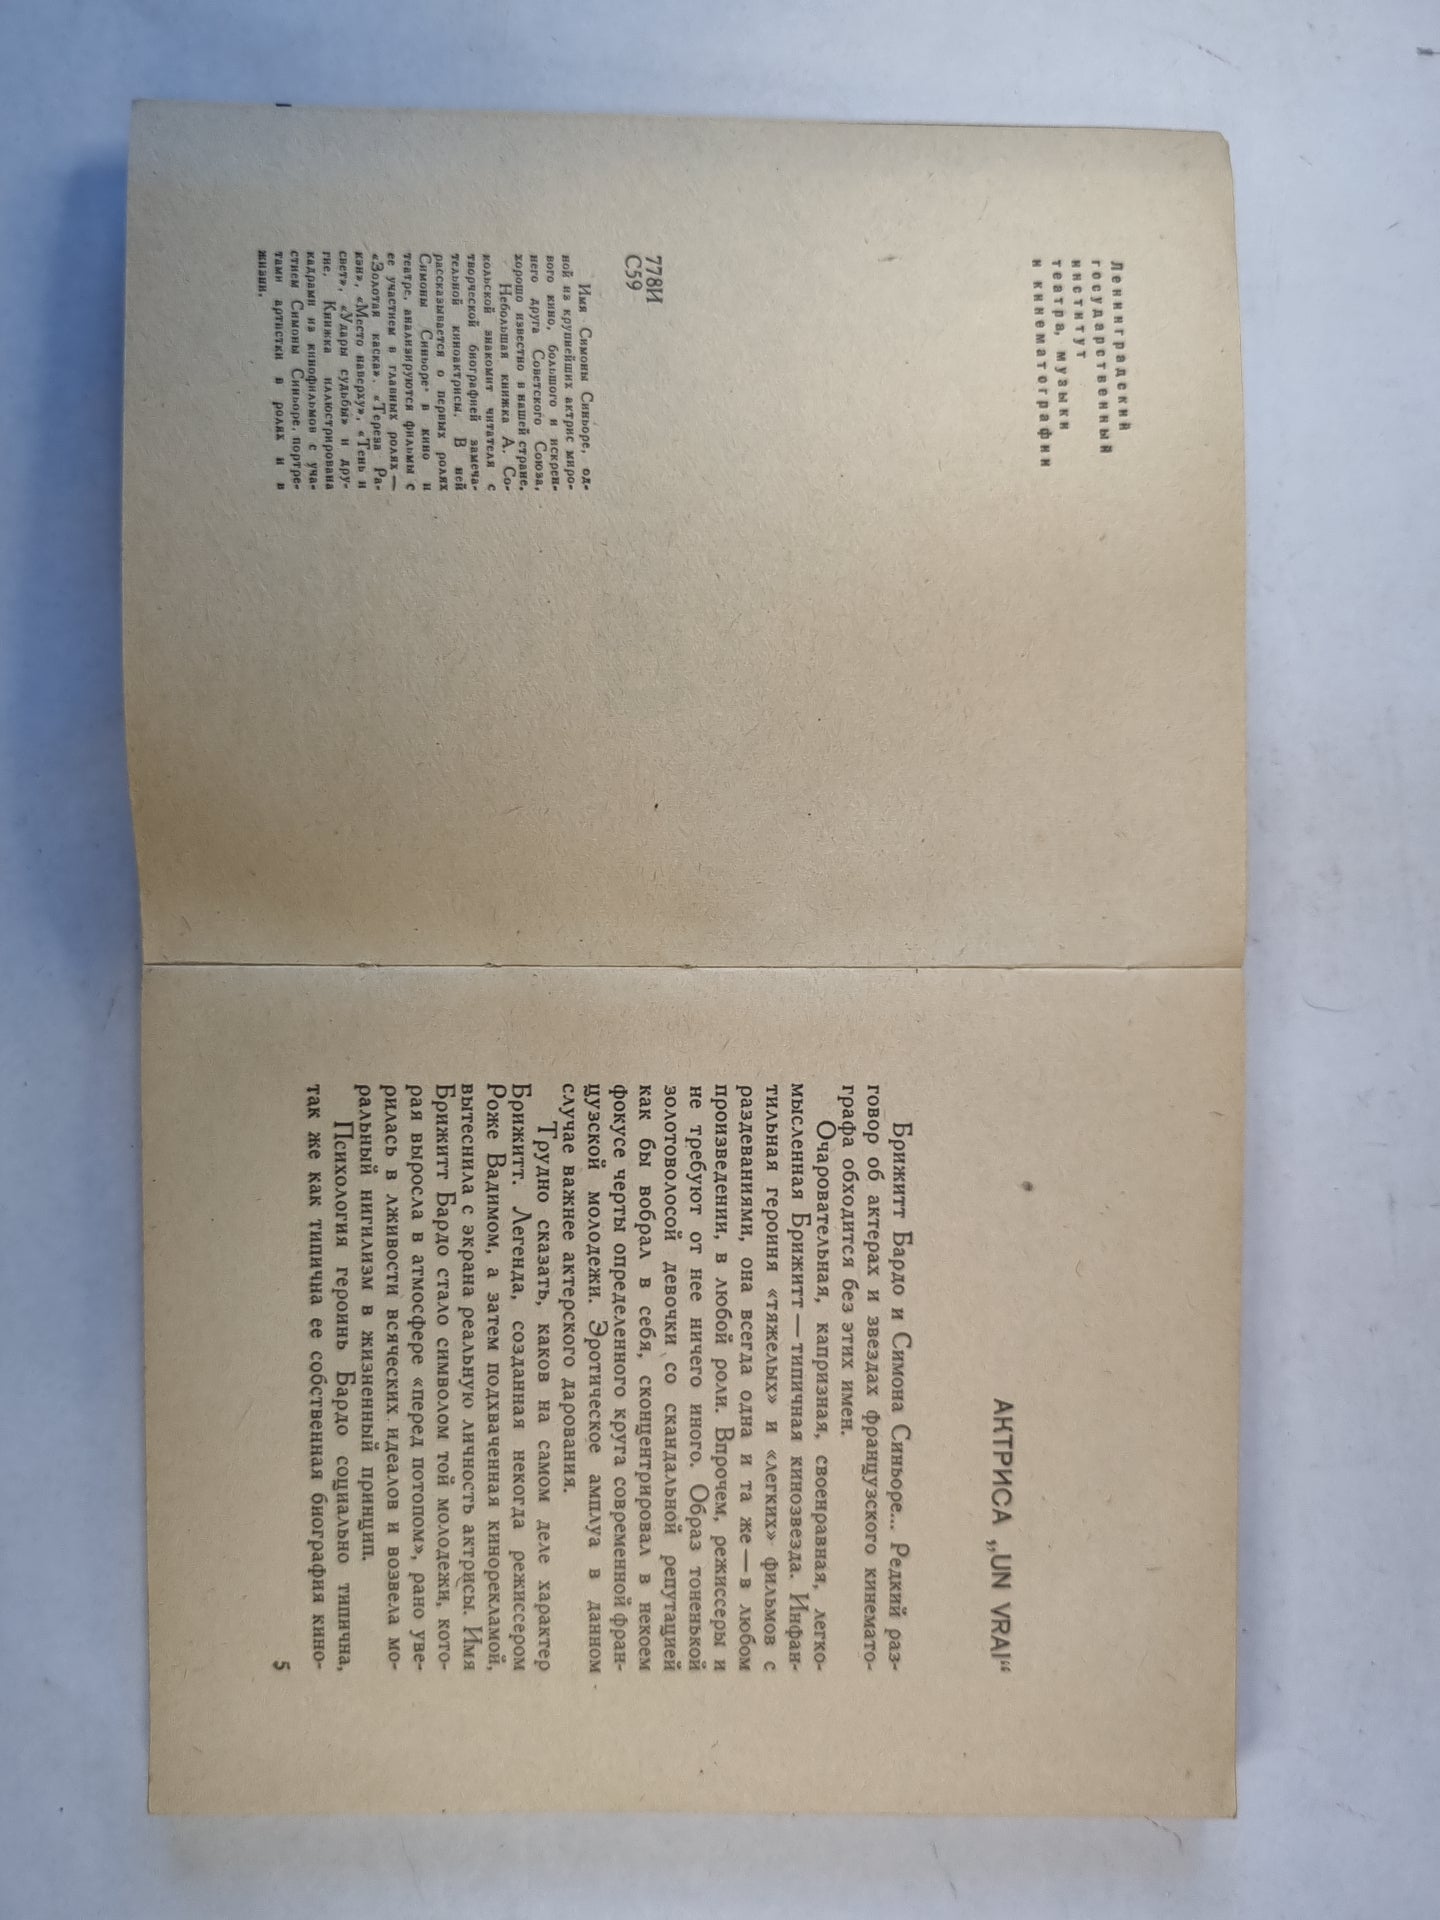 Ленинградский
государственный
институт
театра, музыки
и кинематографии
778И
С59
Имя Симоны Синьоре, од-
ной из крупнейших актрис миро-
вого кино, большого и искрен-
него друга Советского Союза,
хорошо известно в нашей стране.
Небольшая книжка А. Со-
кольской знакомит читателя с
творческой биографией замеча-
тельной киноактрисы. В ней
рассказывается о первых ролях
Симоны Синьоре в кино и
театре, анализируются фильмы с
ее участием в главных ролях —
«Золотая каска», «Тереза Ра-
кэн», «Место наверху», «Тень и
свет», «Удары судьбы» и дру-
гие. Книжка иллюстрирована
кадрами из кинофильмов с уча-
стием Симоны Синьоре, портре-
тами артистки в ролях и в
жизни.
АКТРИСА „UN VRAI“
Брижитт Бардо и Симона Синьоре... Редкий раз-
говор об актерах и звездах французского кинемато-
графа обходится без этих имен.
Очаровательная, капризная, своенравная, легко-
мысленная Брижитт — типичная кинозвезда. Инфан-
тильная героиня «тяжелых» и «легких» фильмов с
раздеваниями, она всегда одна и та же — в любом
произведении, в любой роли. Впрочем, режиссеры и
не требуют от нее ничего иного. Образ тоненькой
золотоволосой девочки со скандальной репутацией
как бы вобрал в себя, сконцентрировал в некоем
фокусе черты определенного круга современной фран-
цузской молодежи. Эротическое амплуа в данном
случае важнее актерского дарования.
Трудно сказать, каков на самом деле характер
Брижитт. Легенда, созданная некогда режиссером
Роже Вадимом, а затем подхваченная кинорекламой,
вытеснила с экрана реальную личность актрисы. Имя
Брижитт Бардо стало символом той молодежи, кото-
рая выросла в атмосфере «перед потопом», рано уве-
рилась в лживости всяческих идеалов и возвела мо-
ральный нигилизм в жизненный принцип.
Психология героинь Бардо социально типична,
так же как типична ее собственная биография кино-
5